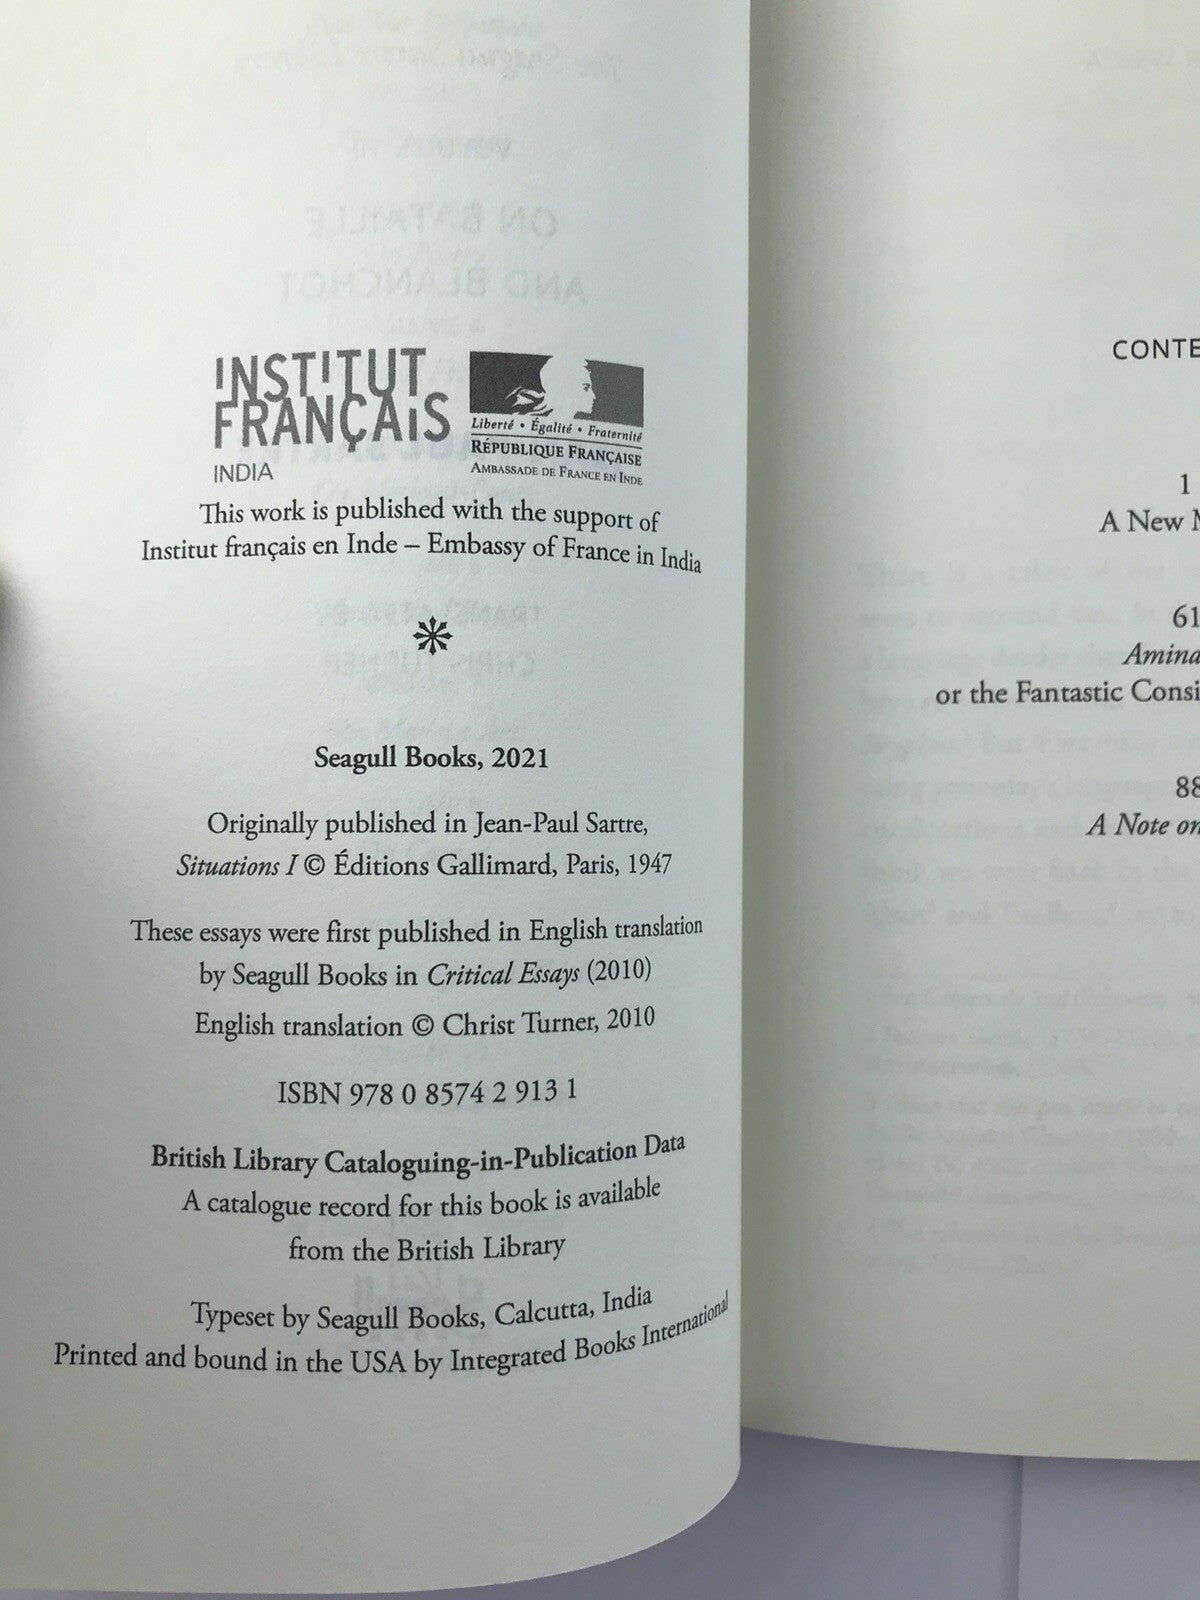 INSTITUT
FRANÇAIS
INDIA
Liberté • Égalité • Fraternité
RÉPUBLIQUE FRANÇAISE
AMBASSADE DE FRANCE EN INDE
This work is published with the support of
Institut français en Inde – Embassy of France in India
Seagull Books, 2021
Originally published in Jean-Paul Sartre,
Situations I © Éditions Gallimard, Paris, 1947
These essays were first published in English translation
by Seagull Books in Critical Essays (2010)
English translation © Christ Turner, 2010
ISBN 978 0 8574 2 913 1
British Library Cataloguing-in-Publication Data
A catalogue record for this book is available
from the British Library
Typeset by Seagull Books, Calcutta, India
Printed and bound in the USA by Integrated Books International
CONTE
1
A New
61
Amina
or the Fantastic Consi
88
A Note on